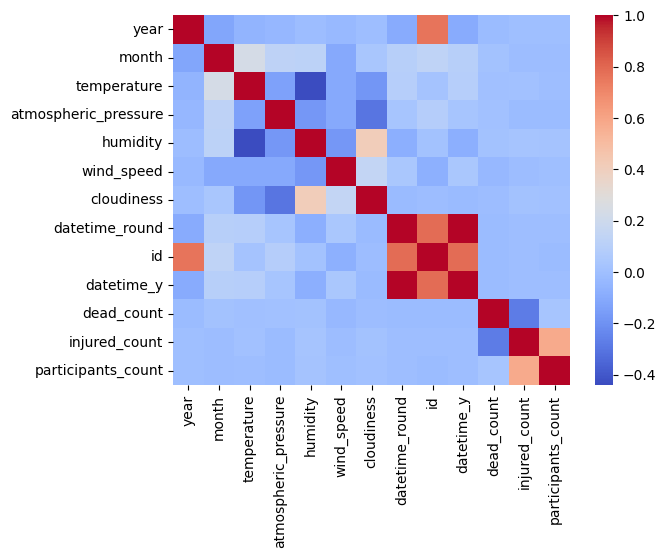 year
month
temperature
atmospheric_pressure
humidity
wind_speed
cloudiness
datetime_round
id
datetime_y
dead_count
injured_count
participants_count
year
month
temperature
atmospheric_pressure
humidity
wind_speed
cloudiness
datetime_round
id
datetime_y
dead_count
injured_count
participants_count
1.0
0.8
0.6
0.4
0.2
0.0
−0.2
−0.4